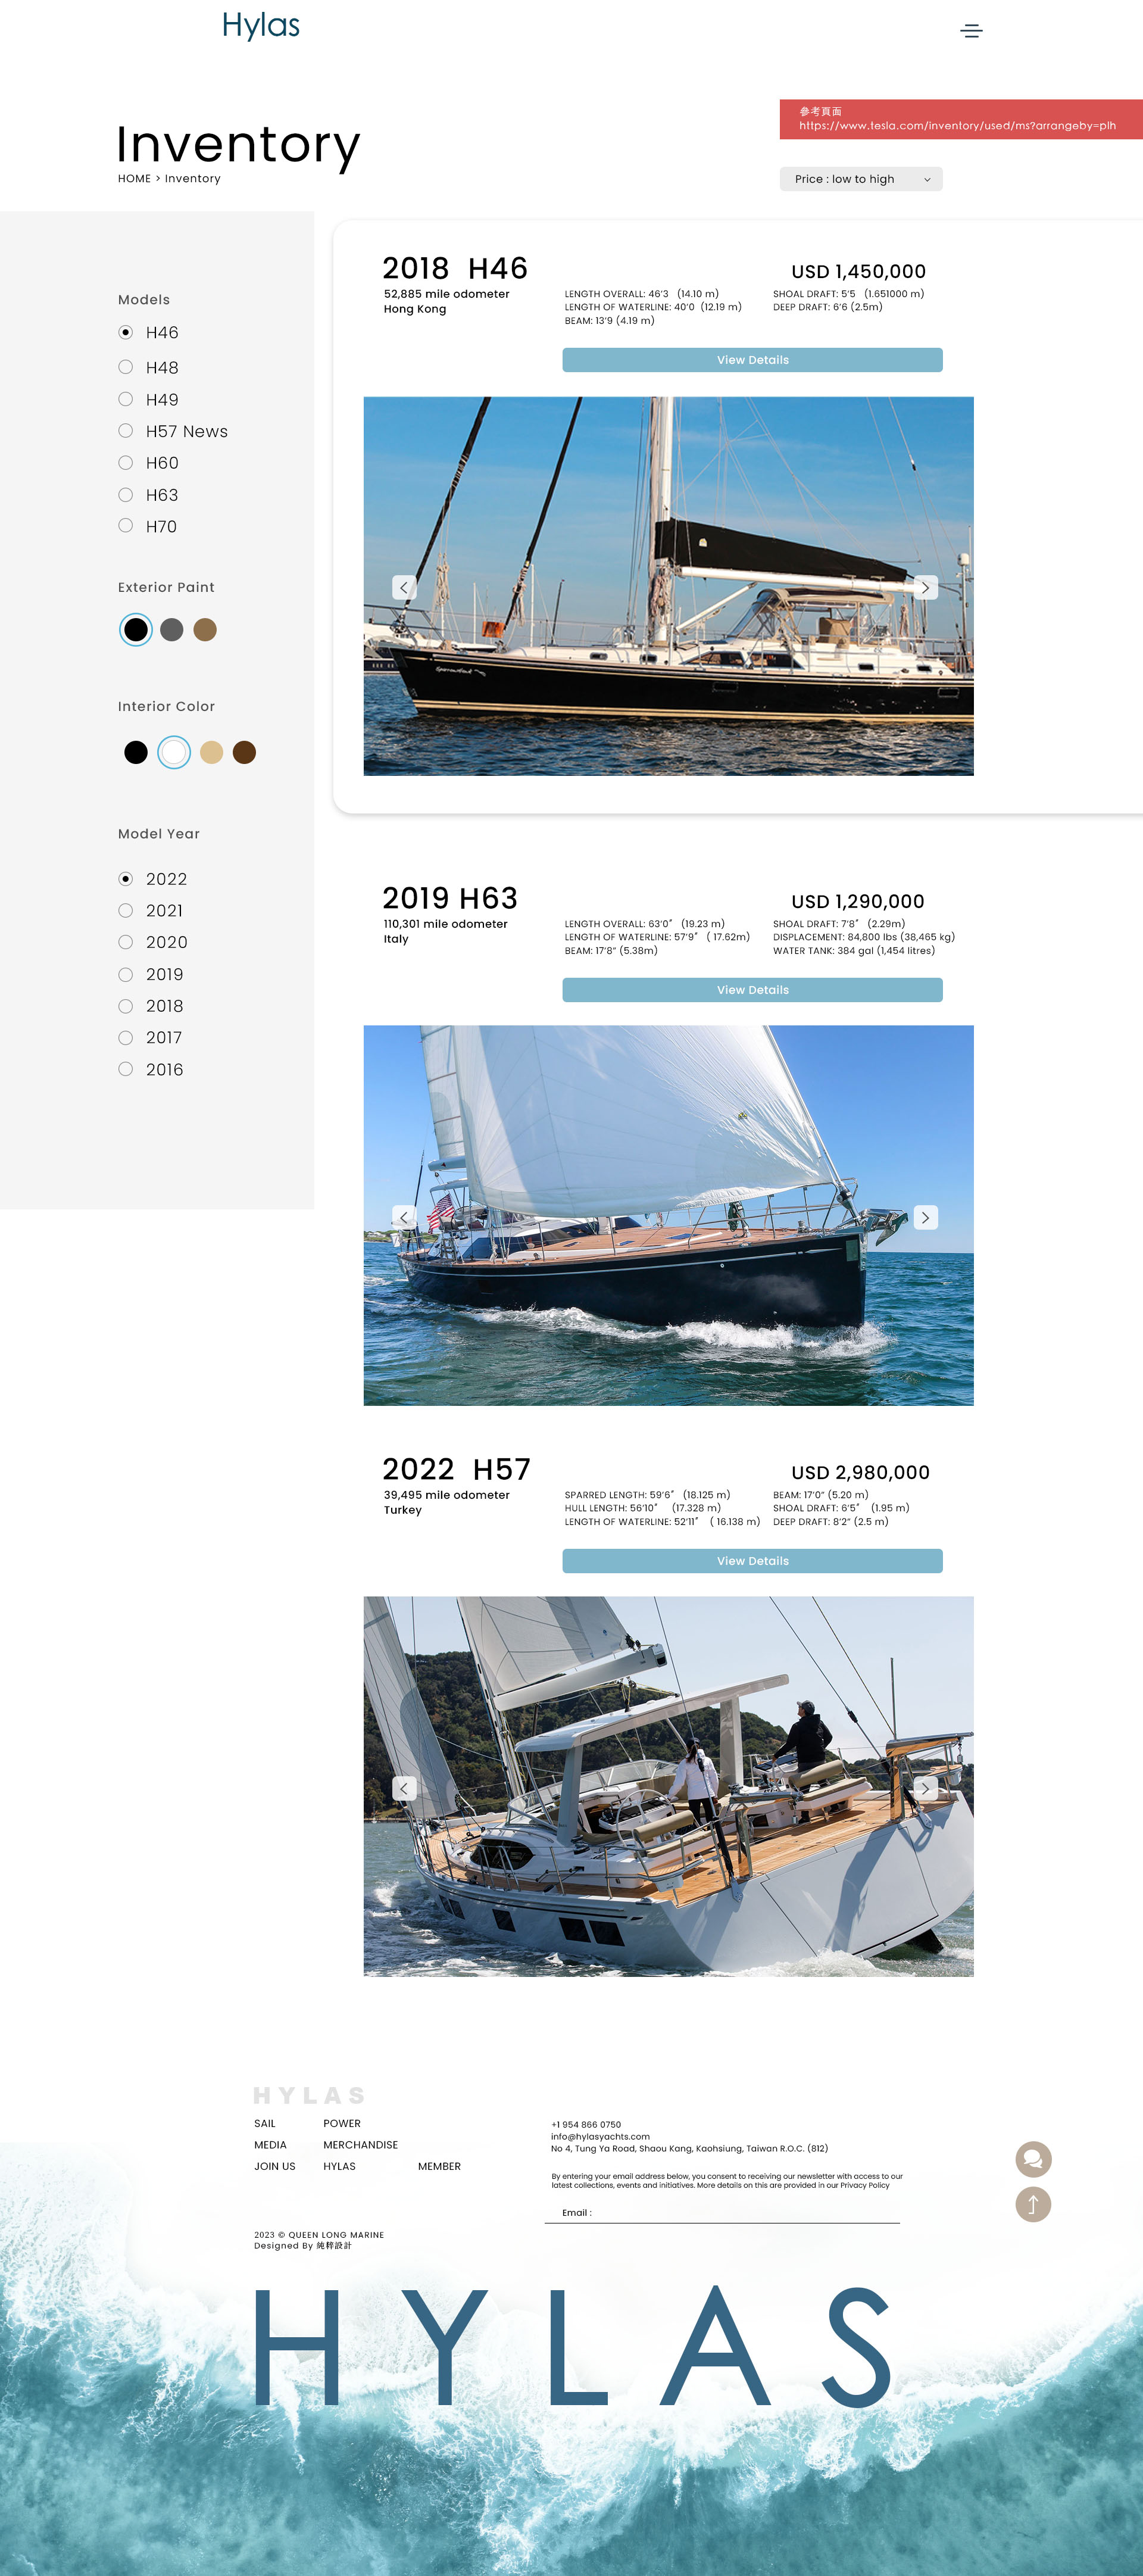 Hylas
Inventory
HOME > Inventory
參考頁面
https://www.tesla.com/inventory/used/ms?arrangeby=plh
Price : low to high
Models
H46
H48
H49
H57 News
H60
H63
H70
Exterior Paint
Interior Color
Model Year
2022
2021
2020
2019
2018
2017
2016
2018 H46
52,885 mile odometer
Hong Kong
USD 1,450,000
LENGTH OVERALL: 46'3 (14.10 m)
LENGTH OF WATERLINE: 40'0 (12.19 m)
BEAM: 13'9 (4.19 m)
SHOAL DRAFT: 5'5 (1.651000 m)
DEEP DRAFT: 6'6 (2.5m)
View Details
2019 H63
110,301 mile odometer
Italy
USD 1,290,000
LENGTH OVERALL: 63'0″ (19.23 m)
LENGTH OF WATERLINE: 57'9″ ( 17.62m)
BEAM: 17'8" (5.38m)
SHOAL DRAFT: 7'8″ (2.29m)
DISPLACEMENT: 84,800 lbs (38,465 kg)
WATER TANK: 384 gal (1,454 litres)
View Details
2022 H57
39,495 mile odometer
Turkey
USD 2,980,000
SPARRED LENGTH: 59'6″ (18.125 m)
HULL LENGTH: 56'10″ (17.328 m)
LENGTH OF WATERLINE: 52'11″ ( 16.138 m)
BEAM: 17'0" (5.20 m)
SHOAL DRAFT: 6'5″ (1.95 m)
DEEP DRAFT: 8'2" (2.5 m)
View Details
HYLAS
SAIL POWER
MEDIA MERCHANDISE
JOIN US HYLAS MEMBER
+1 954 866 0750
info@hylasyachts.com
No 4, Tung Ya Road, Shaou Kang, Kaohsiung, Taiwan R.O.C. (812)
By entering your email address below, you consent to receiving our newsletter with access to our
latest collections, events and initiatives. More details on this are provided in our Privacy Policy
Email :
2023 © QUEEN LONG MARINE
Designed By 純粹設計
HYLAS